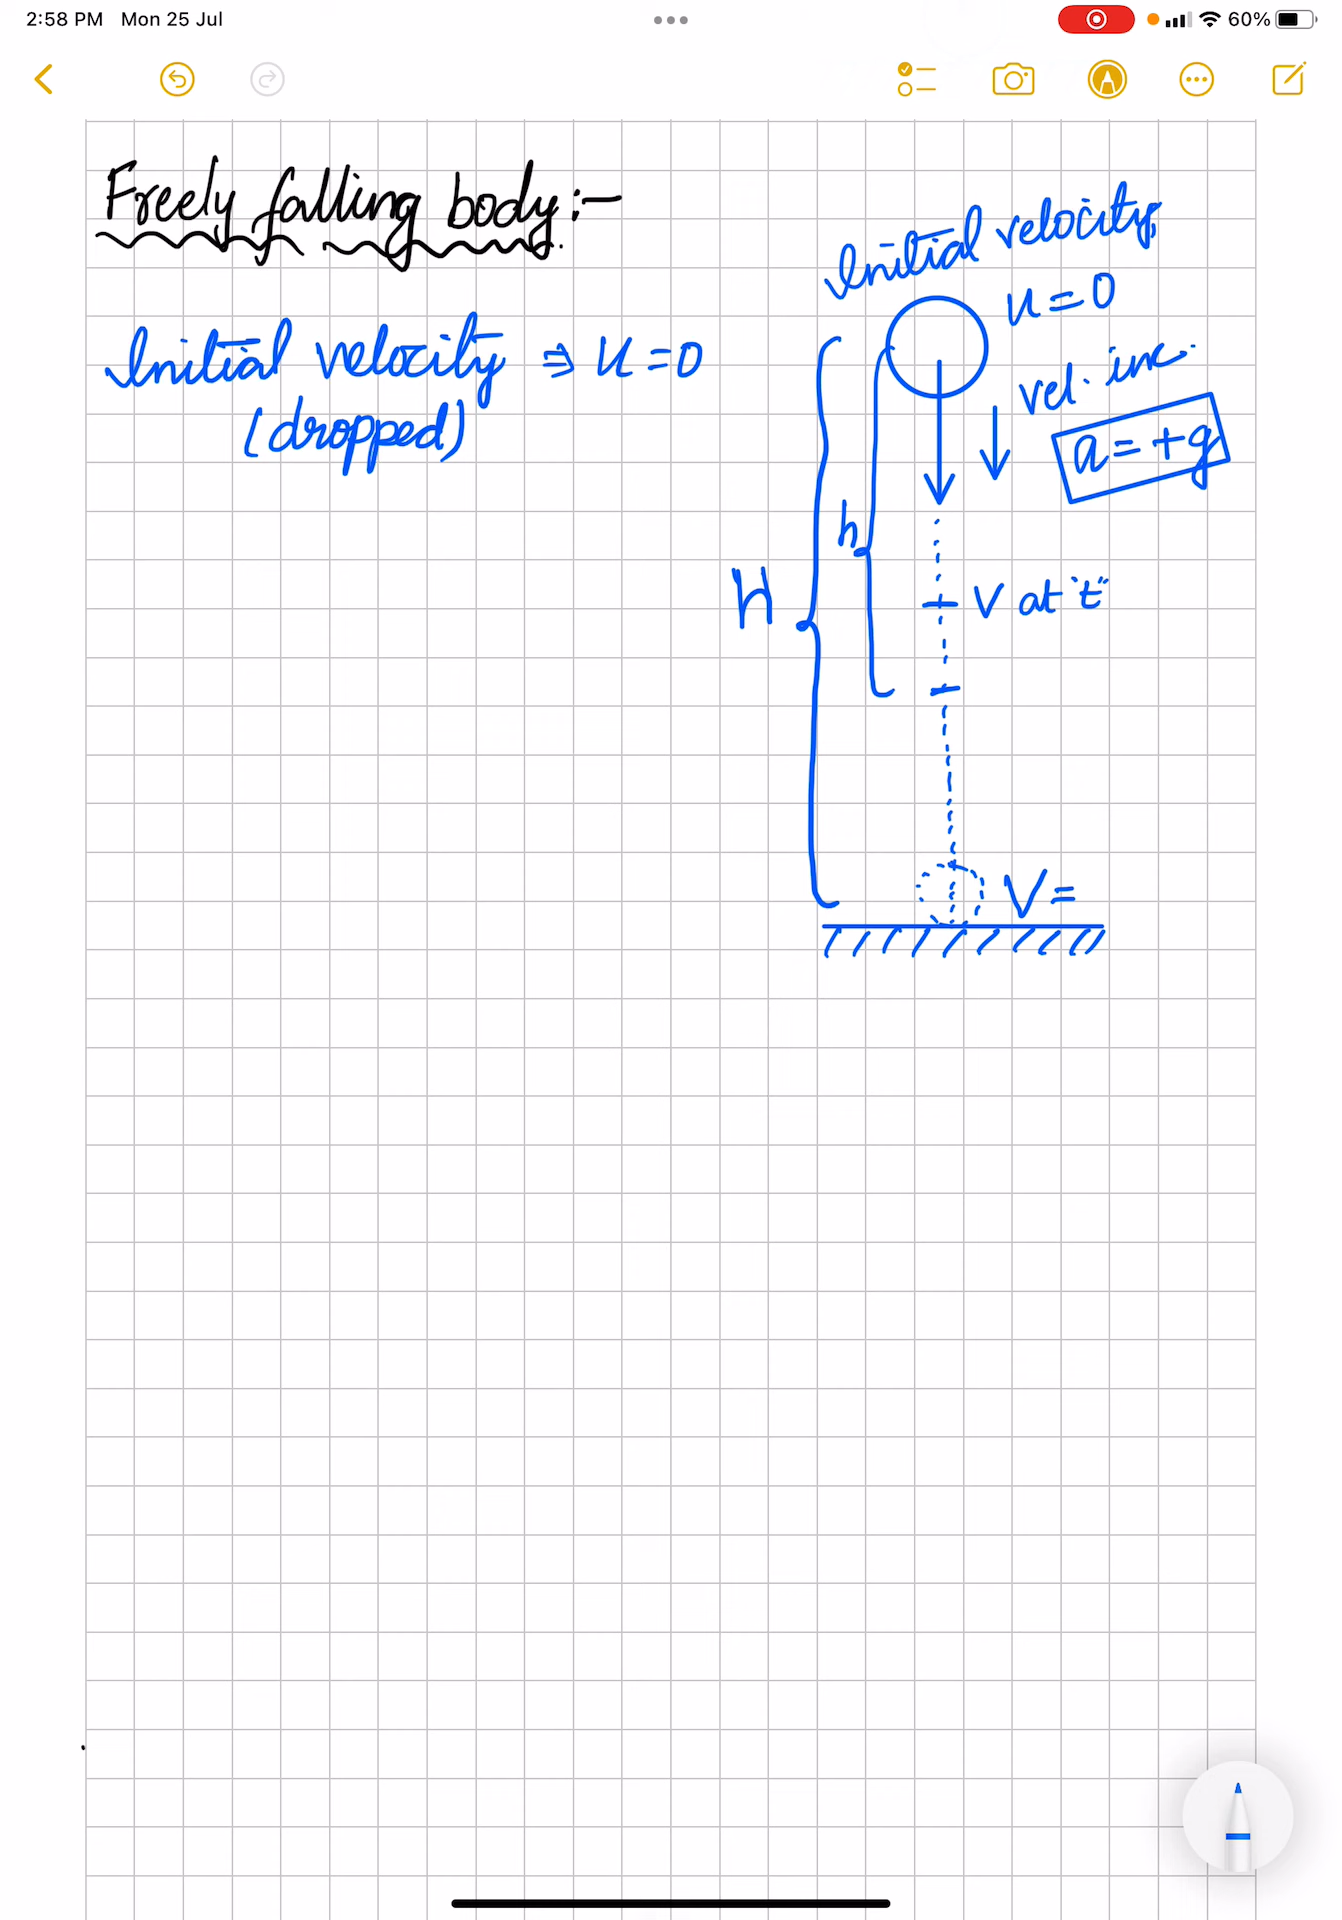 2:58 PM Mon 25 Jul
60%
Freely falling body :-
Initial velocity ⇒ u = 0
(dropped)
Initial velocity,
u = 0
vel. inc.
a = +g
h
H
V at "t"
V =